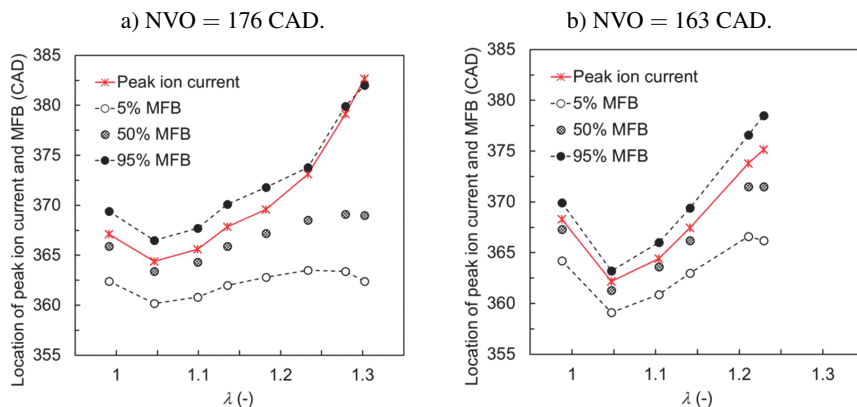 a) NVO = 176 CAD.
Location of peak ion current and MFB (CAD)
385
380
375
370
365
360
355
Peak ion current
5% MFB
50% MFB
95% MFB
1
1.1
1.2
1.3
λ (-)
b) NVO = 163 CAD.
Location of peak ion current and MFB (CAD)
385
380
375
370
365
360
355
Peak ion current
5% MFB
50% MFB
95% MFB
1
1.1
1.2
1.3
λ (-)